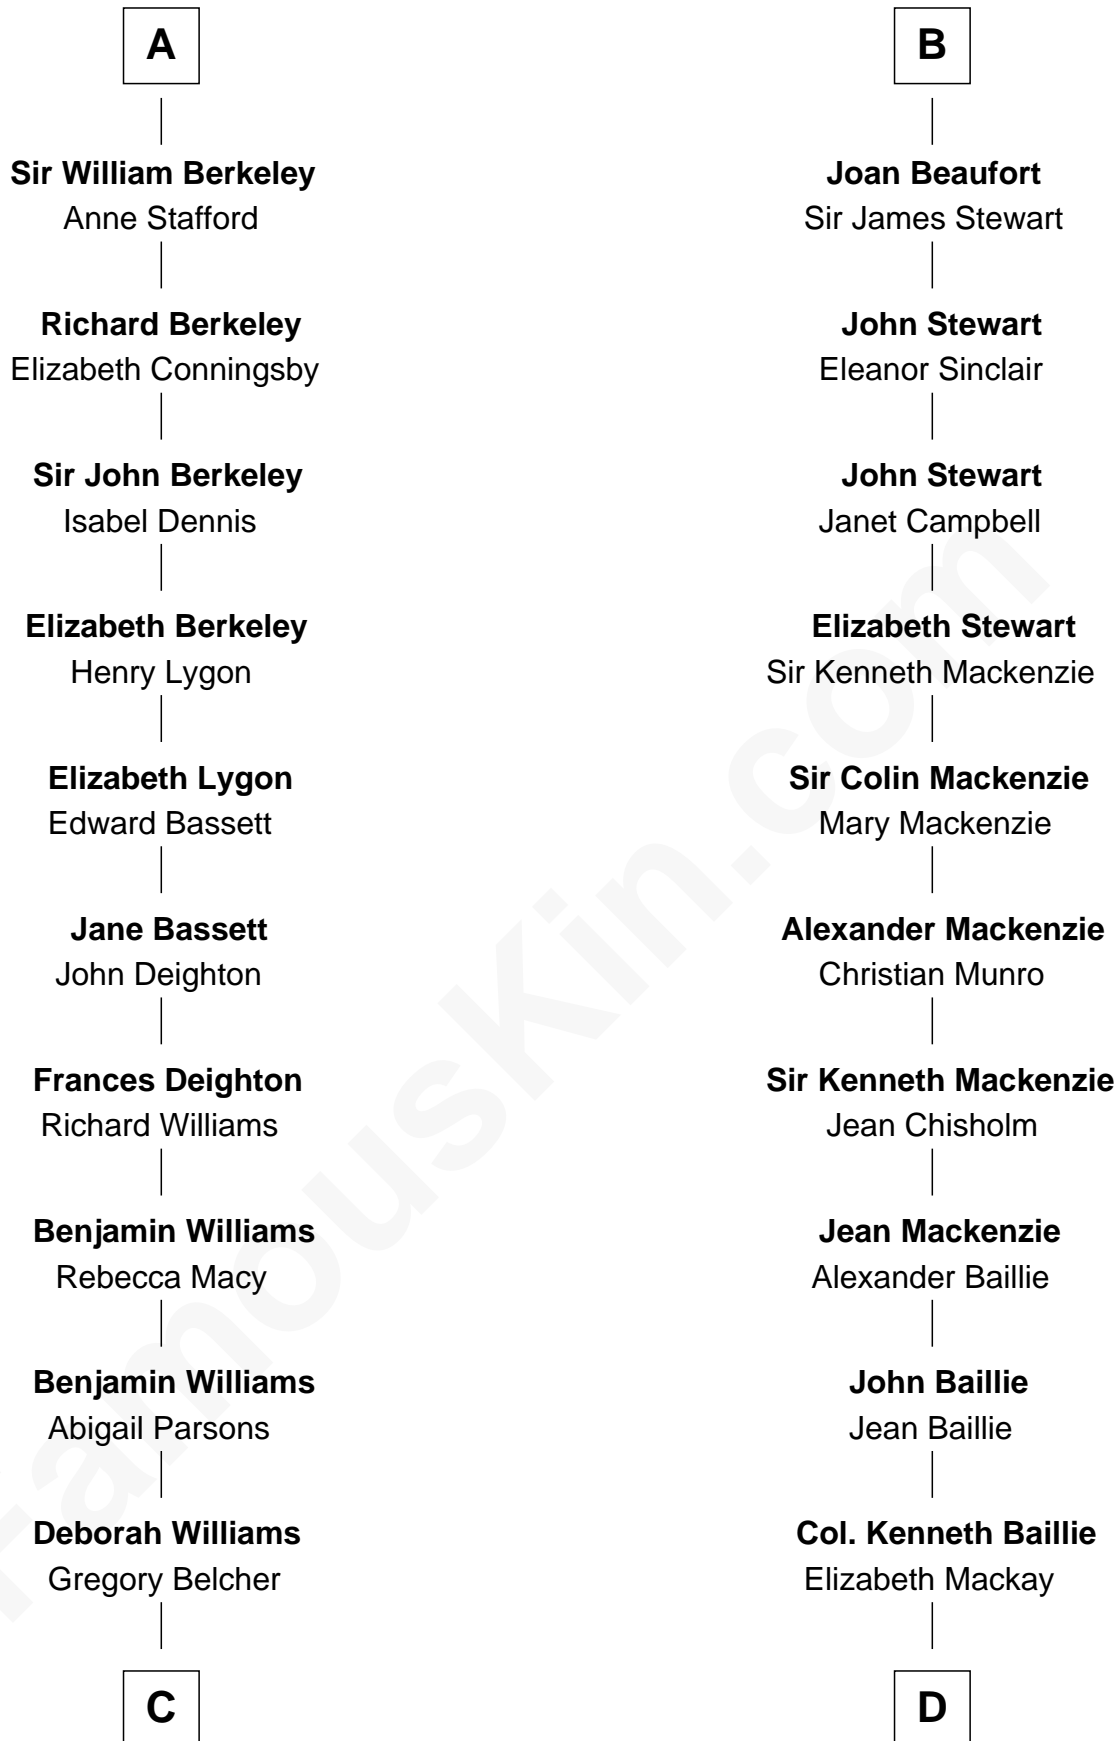 A
Sir William Berkeley
Anne Stafford
Richard Berkeley
Elizabeth Conningsby
Sir John Berkeley
Isabel Dennis
Elizabeth Berkeley
Henry Lygon
Elizabeth Lygon
Edward Bassett
Jane Bassett
John Deighton
Frances Deighton
Richard Williams
Benjamin Williams
Rebecca Macy
Benjamin Williams
Abigail Parsons
Deborah Williams
Gregory Belcher
C
B
Joan Beaufort
Sir James Stewart
John Stewart
Eleanor Sinclair
John Stewart
Janet Campbell
Elizabeth Stewart
Sir Kenneth Mackenzie
Sir Colin Mackenzie
Mary Mackenzie
Alexander Mackenzie
Christian Munro
Sir Kenneth Mackenzie
Jean Chisholm
Jean Mackenzie
Alexander Baillie
John Baillie
Jean Baillie
Col. Kenneth Baillie
Elizabeth Mackay
D
FamousKin.com